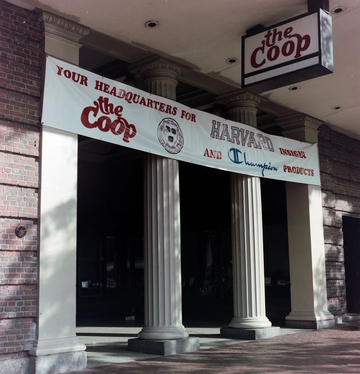 the Coop
YOUR HEADQUARTERS FOR HARVARD INSIGNIA
the Coop AND Champion PRODUCTS